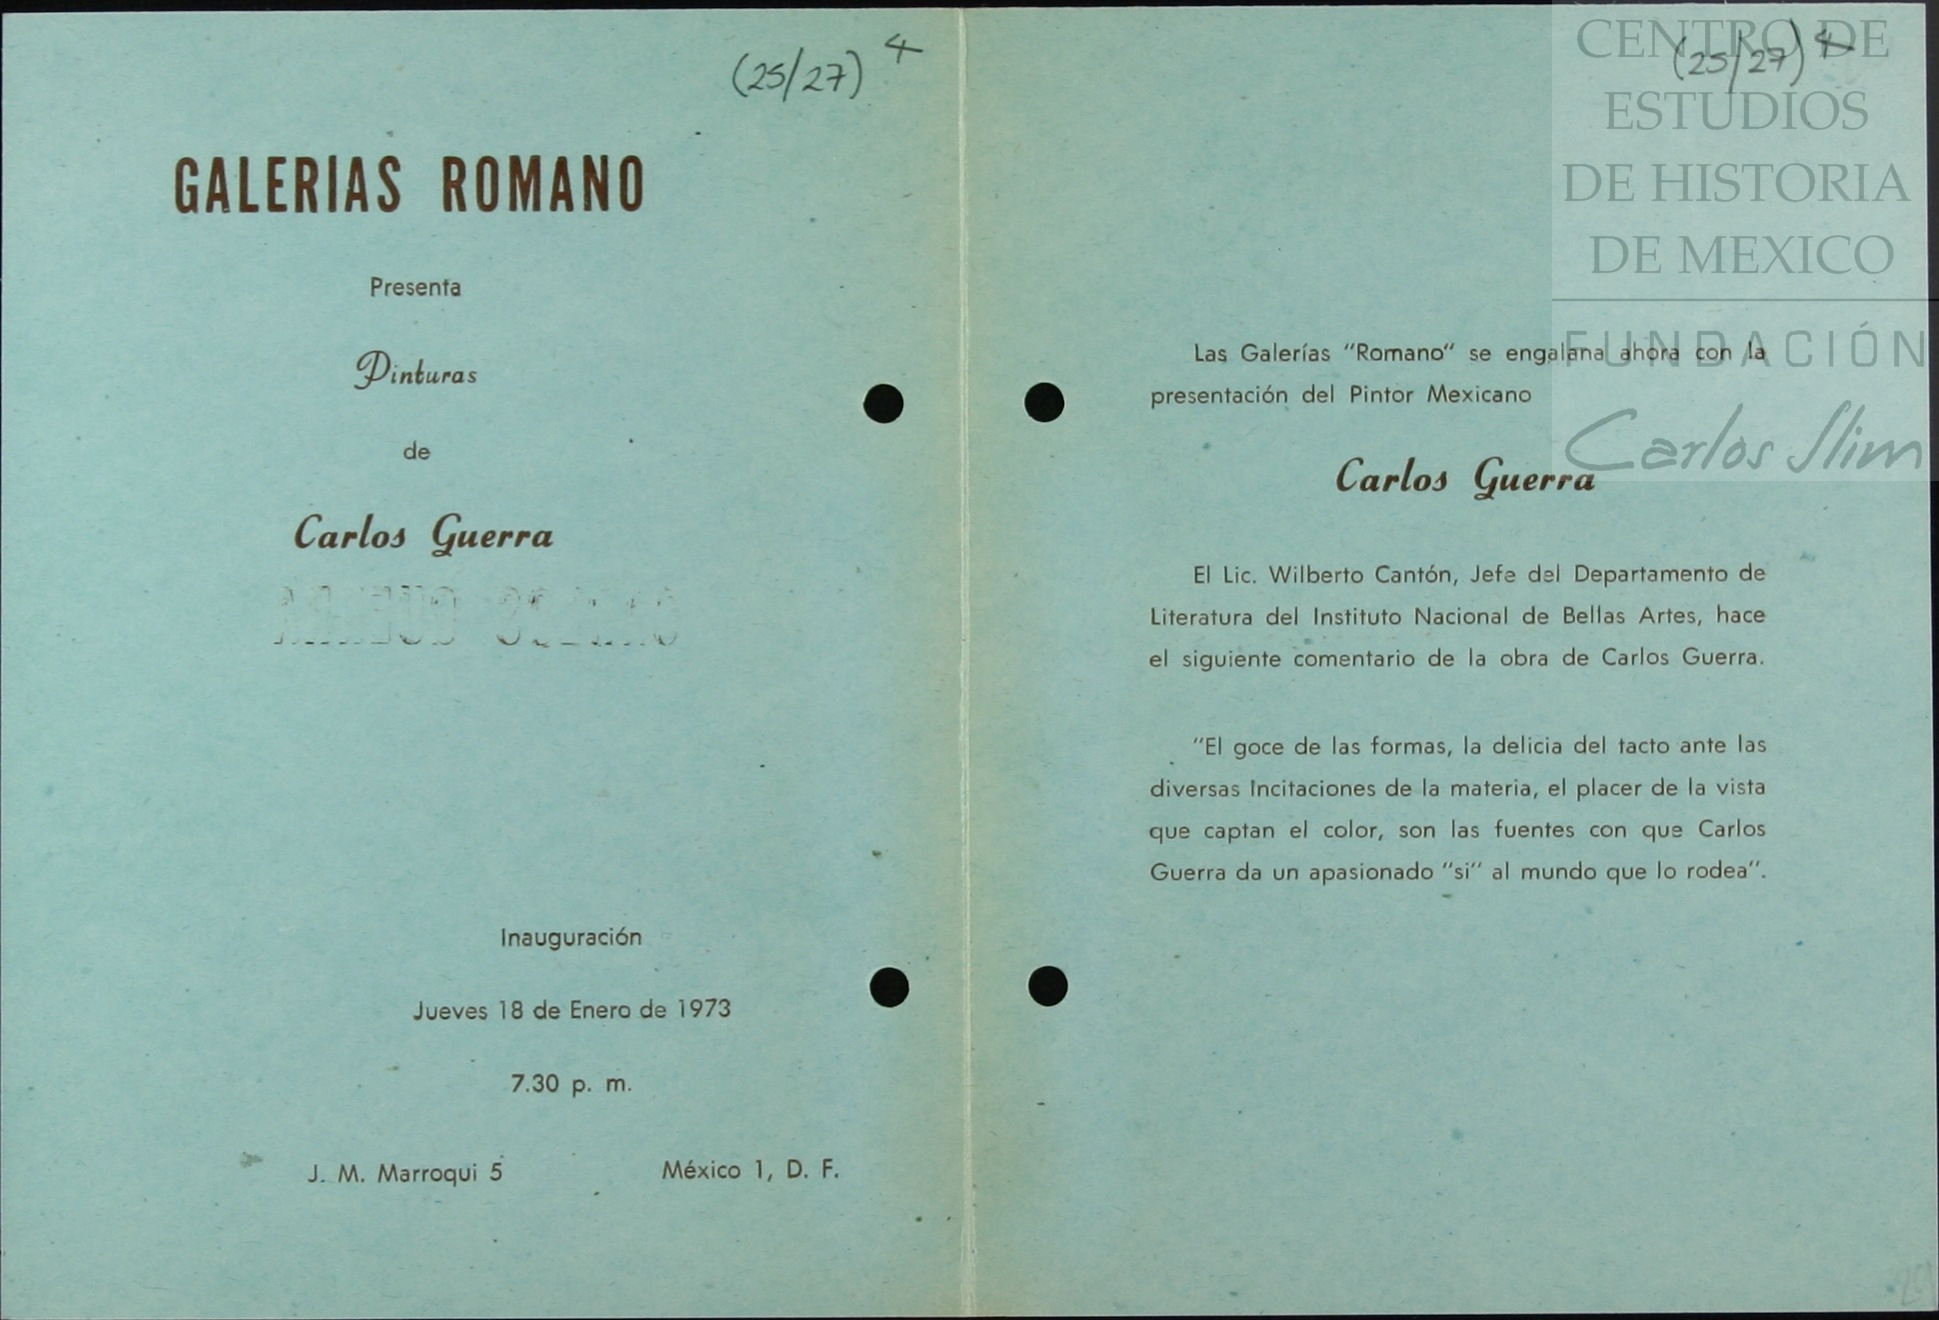 (25/27) 4
GALERIAS ROMANO
Presenta
Pinturas
de
Carlos Guerra
Inauguración
Jueves 18 de Enero de 1973
7.30 p. m.
J. M. Marroqui 5 México 1, D. F.
(25/27) 4
CENTRO DE
ESTUDIOS
DE HISTORIA
DE MEXICO
FUNDACIÓN
Carlos Slim
Las Galerías "Romano" se engalana ahora con la
presentación del Pintor Mexicano
Carlos Guerra
El Lic. Wilberto Cantón, Jefe del Departamento de
Literatura del Instituto Nacional de Bellas Artes, hace
el siguiente comentario de la obra de Carlos Guerra.
"El goce de las formas, la delicia del tacto ante las
diversas Incitaciones de la materia, el placer de la vista
que captan el color, son las fuentes con que Carlos
Guerra da un apasionado "si" al mundo que lo rodea".